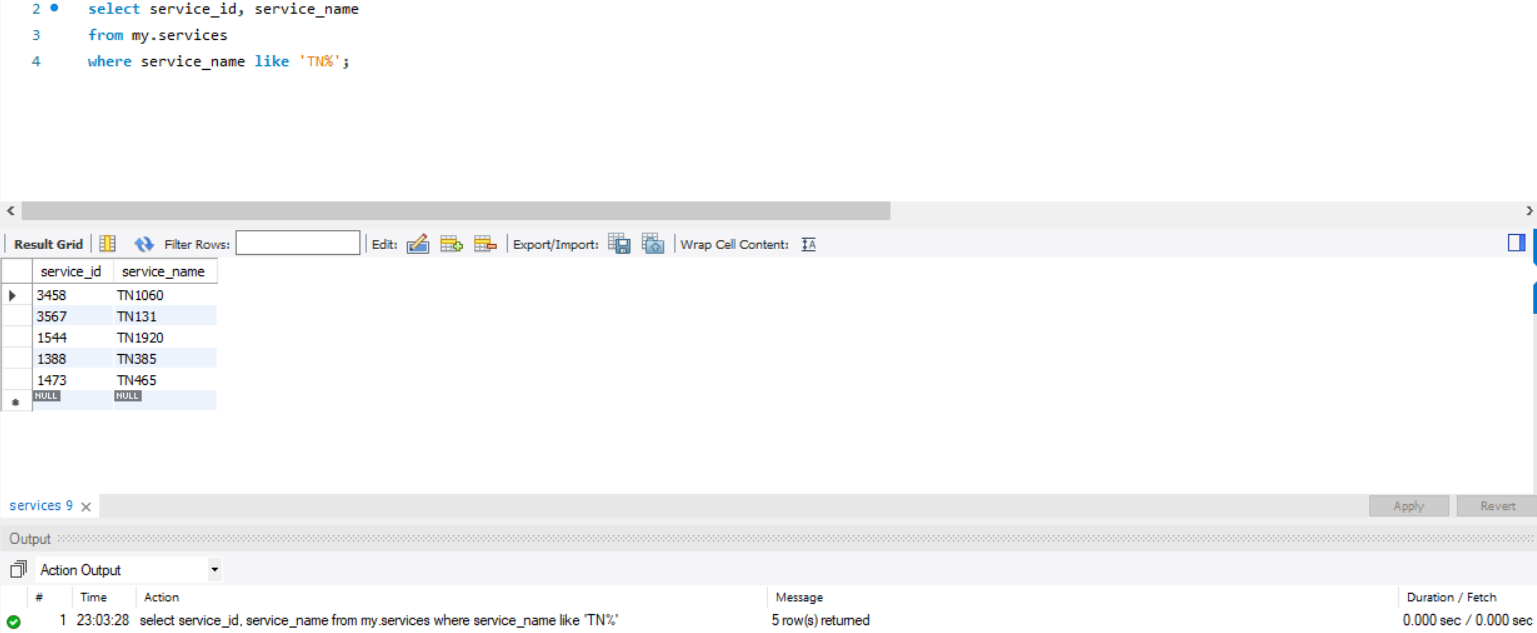 2 select service_id, service_name
3 from my.services
4 where service_name like 'TN%';
Result Grid Filter Rows: Edit: Export/Import: Wrap Cell Content: IA
service_id service_name
3458 TN1060
3567 TN131
1544 TN1920
1388 TN385
1473 TN465
NULL NULL
services 9
Apply Revert
Output
Action Output
# Time Action Message Duration / Fetch
1 23:03:28 select service_id, service_name from my.services where service_name like 'TN%' 5 row(s) returned 0.000 sec / 0.000 sec